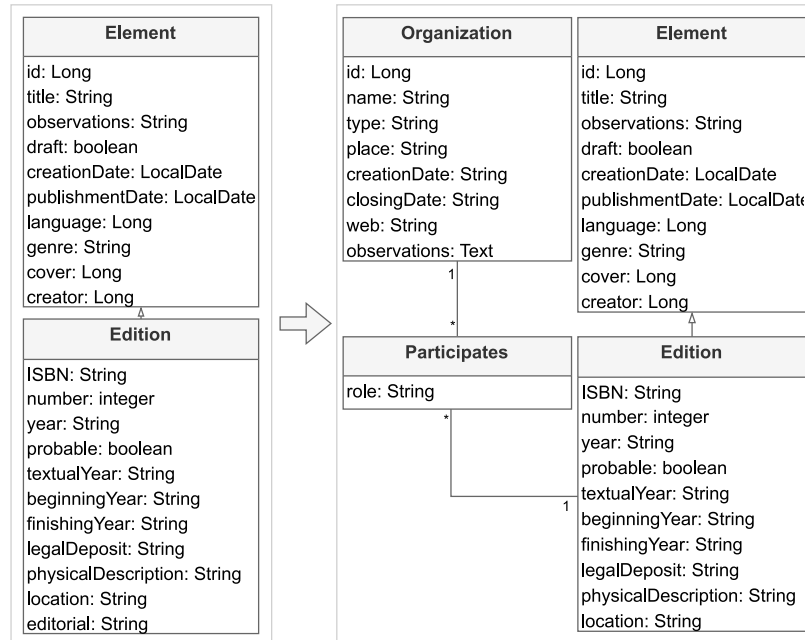 Element
id: Long
title: String
observations: String
draft: boolean
creationDate: LocalDate
publishmentDate: LocalDate
language: Long
genre: String
cover: Long
creator: Long
Edition
ISBN: String
number: integer
year: String
probable: boolean
textualYear: String
beginningYear: String
finishingYear: String
legalDeposit: String
physicalDescription: String
location: String
editorial: String
Organization
id: Long
name: String
type: String
place: String
creationDate: String
closingDate: String
web: String
observations: Text
1
*
Participates
role: String
*
1
Element
id: Long
title: String
observations: String
draft: boolean
creationDate: LocalDate
publishmentDate: LocalDate
language: Long
genre: String
cover: Long
creator: Long
Edition
ISBN: String
number: integer
year: String
probable: boolean
textualYear: String
beginningYear: String
finishingYear: String
legalDeposit: String
physicalDescription: String
location: String